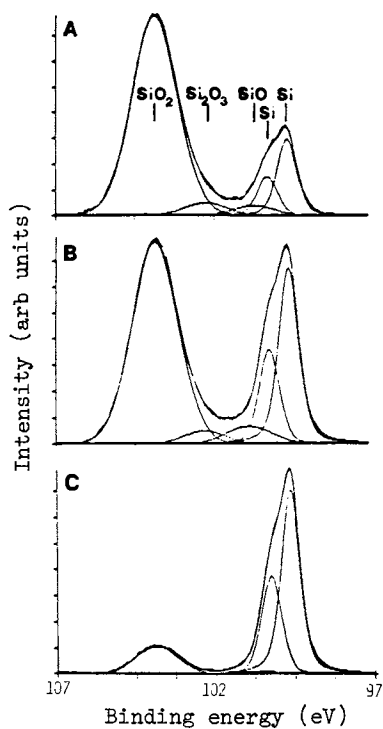 A
SiO₂ Si₂O₃ SiO Si
Si
B
C
Intensity (arb units)
107 102 97
Binding energy (eV)